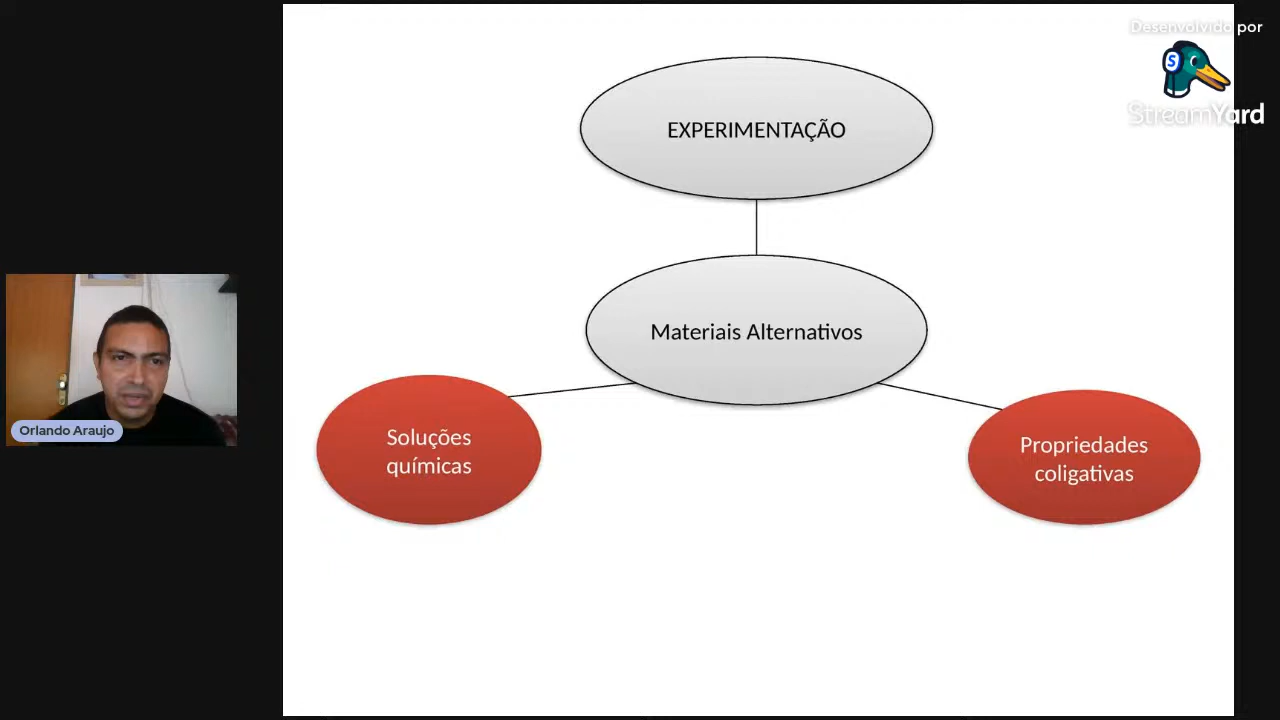 Desenvolvido por
StreamYard
EXPERIMENTAÇÃO
Materiais Alternativos
Soluções
químicas
Propriedades
coligativas
Orlando Araujo